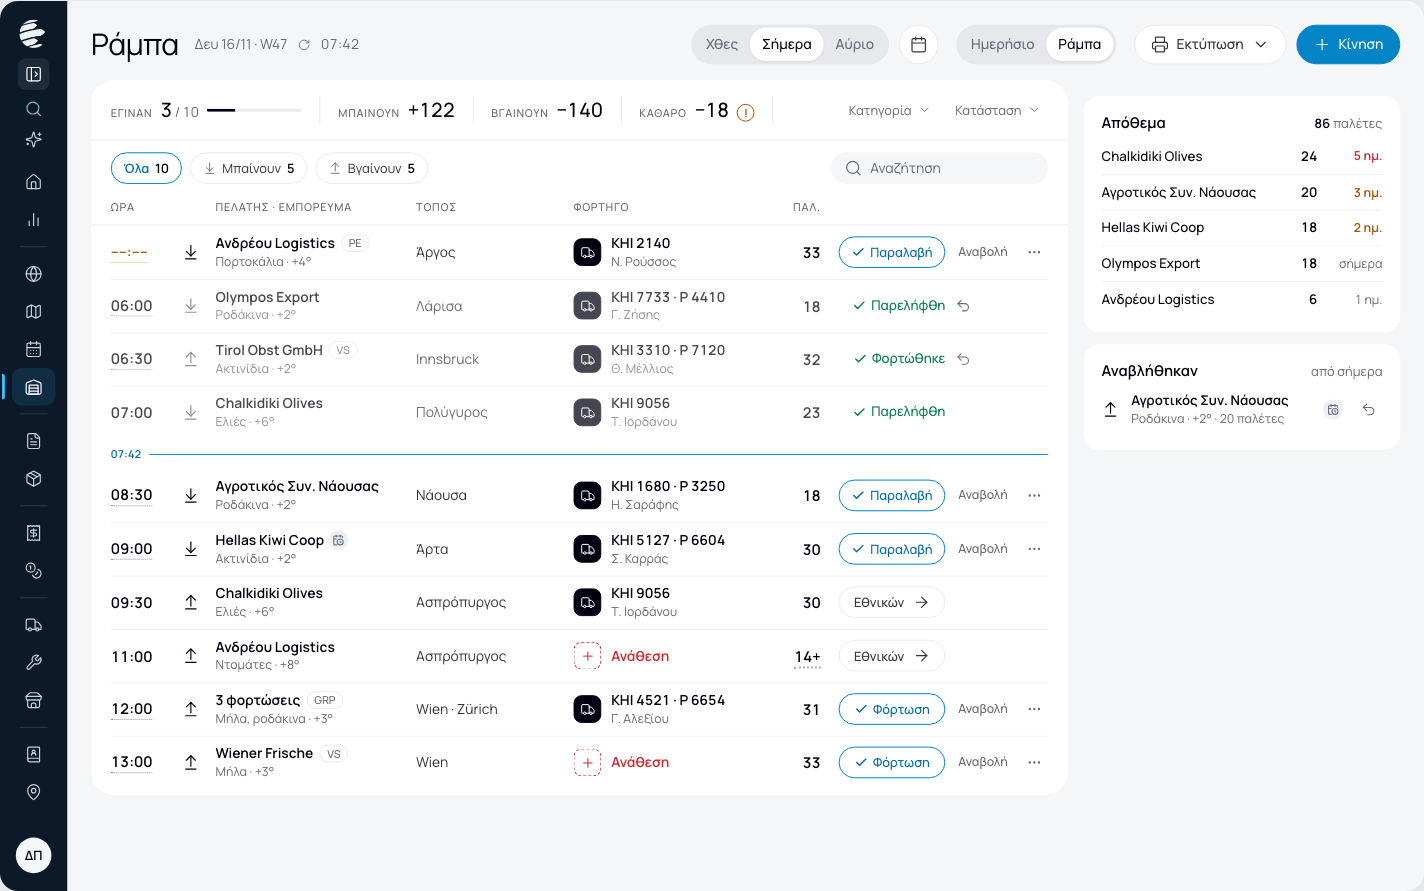 Ράμπα
Δευ 16/11 · W47 07:42
Χθες Σήμερα Αύριο
Ημερήσιο Ράμπα
Εκτύπωση
Κίνηση
ΕΓΙΝΑΝ 3 / 10
ΜΠΑΙΝΟΥΝ +122
ΒΓΑΙΝΟΥΝ −140
ΚΑΘΑΡΟ −18
Κατηγορία
Κατάσταση
Όλα 10
Μπαίνουν 5
Βγαίνουν 5
Αναζήτηση
ΩΡΑ ΠΕΛΑΤΗΣ · ΕΜΠΟΡΕΥΜΑ ΤΟΠΟΣ ΦΟΡΤΗΓΟ ΠΑΛ.
--:-- Ανδρέου Logistics PE Άργος ΚΗΙ 2140 33 Παραλαβή Αναβολή
Πορτοκάλια · +4° Ν. Ρούσσος
06:00 Olympos Export Λάρισα ΚΗΙ 7733 · Ρ 4410 18 Παρελήφθη
Ροδάκινα · +2° Γ. Ζήσης
06:30 Tirol Obst GmbH VS Innsbruck ΚΗΙ 3310 · Ρ 7120 32 Φορτώθηκε
Ακτινίδια · +2° Θ. Μέλλιος
07:00 Chalkidiki Olives Πολύγυρος ΚΗΙ 9056 23 Παρελήφθη
Ελιές · +6° Τ. Ιορδάνου
07:42
08:30 Αγροτικός Συν. Νάουσας Νάουσα ΚΗΙ 1680 · Ρ 3250 18 Παραλαβή Αναβολή
Ροδάκινα · +2° Η. Σαράφης
09:00 Hellas Kiwi Coop Άρτα ΚΗΙ 5127 · Ρ 6604 30 Παραλαβή Αναβολή
Ακτινίδια · +2° Σ. Καρράς
09:30 Chalkidiki Olives Ασπρόπυργος ΚΗΙ 9056 30 Εθνικών
Ελιές · +6° Τ. Ιορδάνου
11:00 Ανδρέου Logistics Ασπρόπυργος Ανάθεση 14+ Εθνικών
Ντομάτες · +8°
12:00 3 φορτώσεις GRP Wien · Zürich ΚΗΙ 4521 · Ρ 6654 31 Φόρτωση Αναβολή
Μήλα, ροδάκινα · +3° Γ. Αλεξίου
13:00 Wiener Frische VS Wien Ανάθεση 33 Φόρτωση Αναβολή
Μήλα · +3°
Απόθεμα 86 παλέτες
Chalkidiki Olives 24 5 ημ.
Αγροτικός Συν. Νάουσας 20 3 ημ.
Hellas Kiwi Coop 18 2 ημ.
Olympos Export 18 σήμερα
Ανδρέου Logistics 6 1 ημ.
Αναβλήθηκαν από σήμερα
Αγροτικός Συν. Νάουσας
Ροδάκινα · +2° · 20 παλέτες
ΔΠ